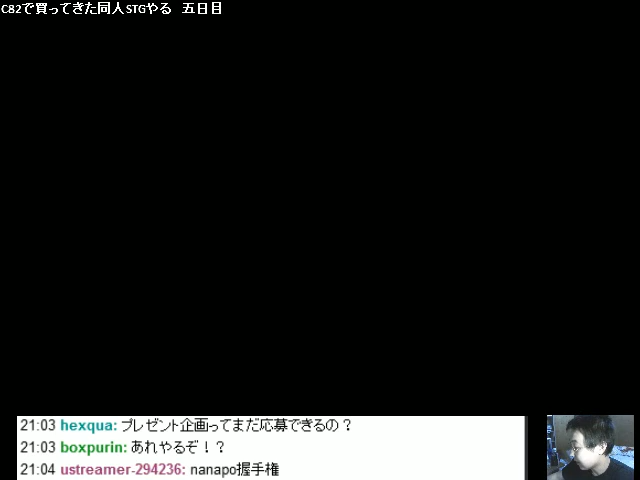 C82で買ってきた同人STGやる 五日目
21:03 hexqua: プレゼント企画ってまだ応募できるの？
21:03 boxpurin: あれやるぞ！？
21:04 ustreamer-294236: nanapo握手権